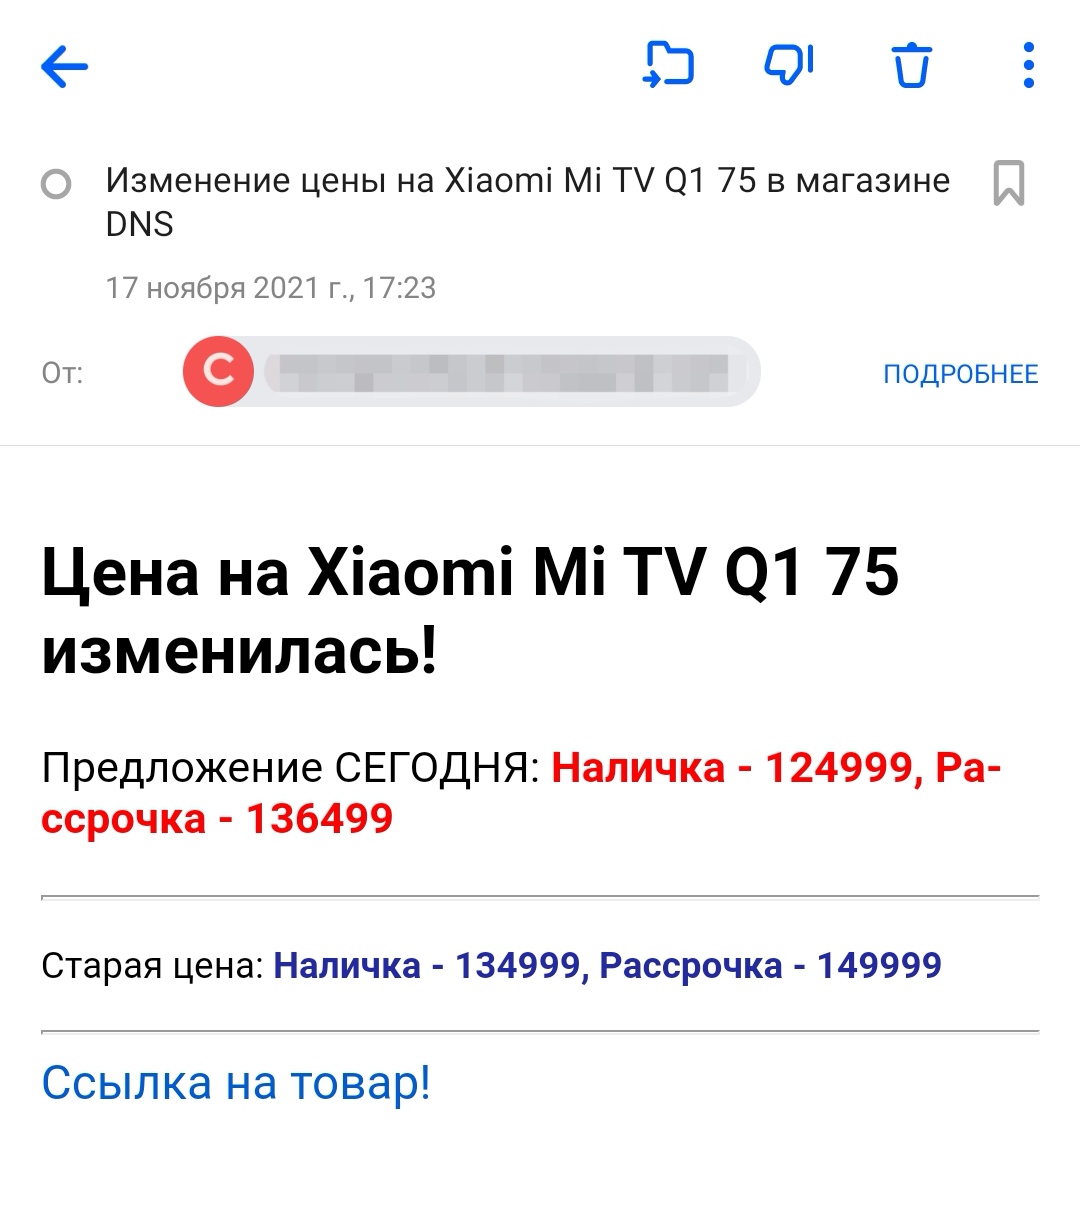 Изменение цены на Xiaomi Mi TV Q1 75 в магазине
DNS
17 ноября 2021 г., 17:23
От:
C
ПОДРОБНЕЕ
Цена на Xiaomi Mi TV Q1 75
изменилась!
Предложение СЕГОДНЯ: Наличка - 124999, Ра-
ссрочка - 136499
Старая цена: Наличка - 134999, Рассрочка - 149999
Ссылка на товар!